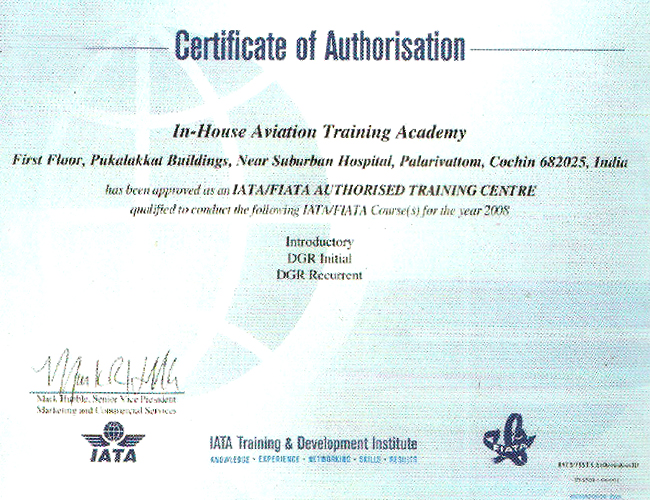 Certificate of Authorisation
In-House Aviation Training Academy
First Floor, Pukalakkat Buildings, Near Suburban Hospital, Palarivattom, Cochin 682025, India
has been approved as an IATA/FIATA AUTHORISED TRAINING CENTRE
qualified to conduct the following IATA/FIATA Course(s) for the year 2008
Introductory
DGR Initial
DGR Recurrent
Mark Hubble, Senior Vice President
Marketing and Commercial Services
IATA
IATA Training & Development Institute
KNOWLEDGE • EXPERIENCE • NETWORKING • SKILLS • RESULTS
FIATA